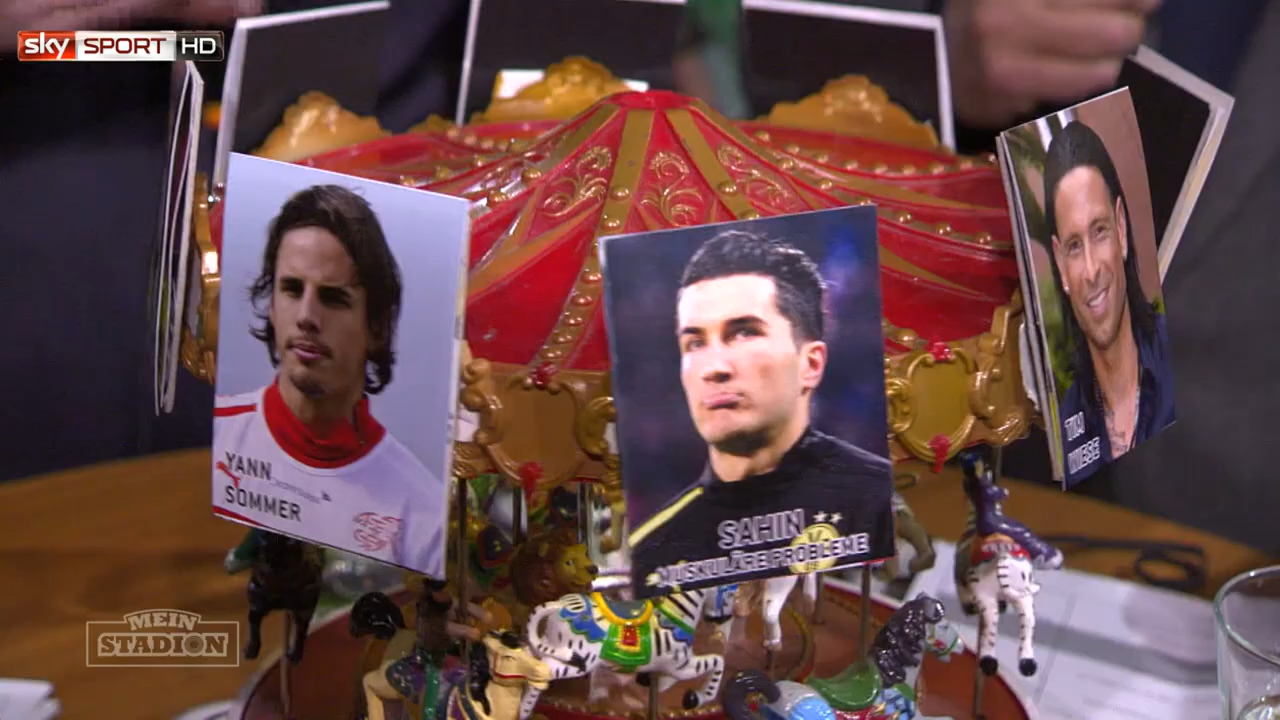 sky SPORT HD
YANN
SOMMER
SAHIN
MUSKULÄRE PROBLEME
TIM
WIESE
MEIN
STADION